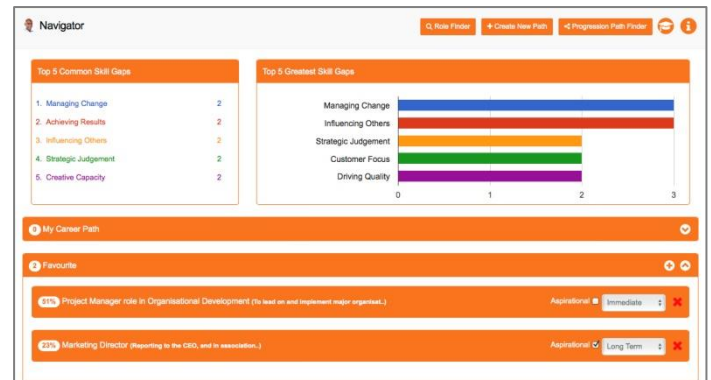 Navigator
Role Finder
Create New Path
Progression Path Finder
Top 5 Common Skill Gaps
1. Managing Change 2
2. Achieving Results 2
3. Influencing Others 2
4. Strategic Judgement 2
5. Creative Capacity 2
Top 5 Greatest Skill Gaps
Managing Change
Influencing Others
Strategic Judgement
Customer Focus
Driving Quality
0 1 2 3
0 My Career Path
2 Favourite
51% Project Manager role in Organisational Development (To lead on and implement major organisat..) Aspirational Immediate
23% Marketing Director (Reporting to the CEO, and in association..) Aspirational Long Term